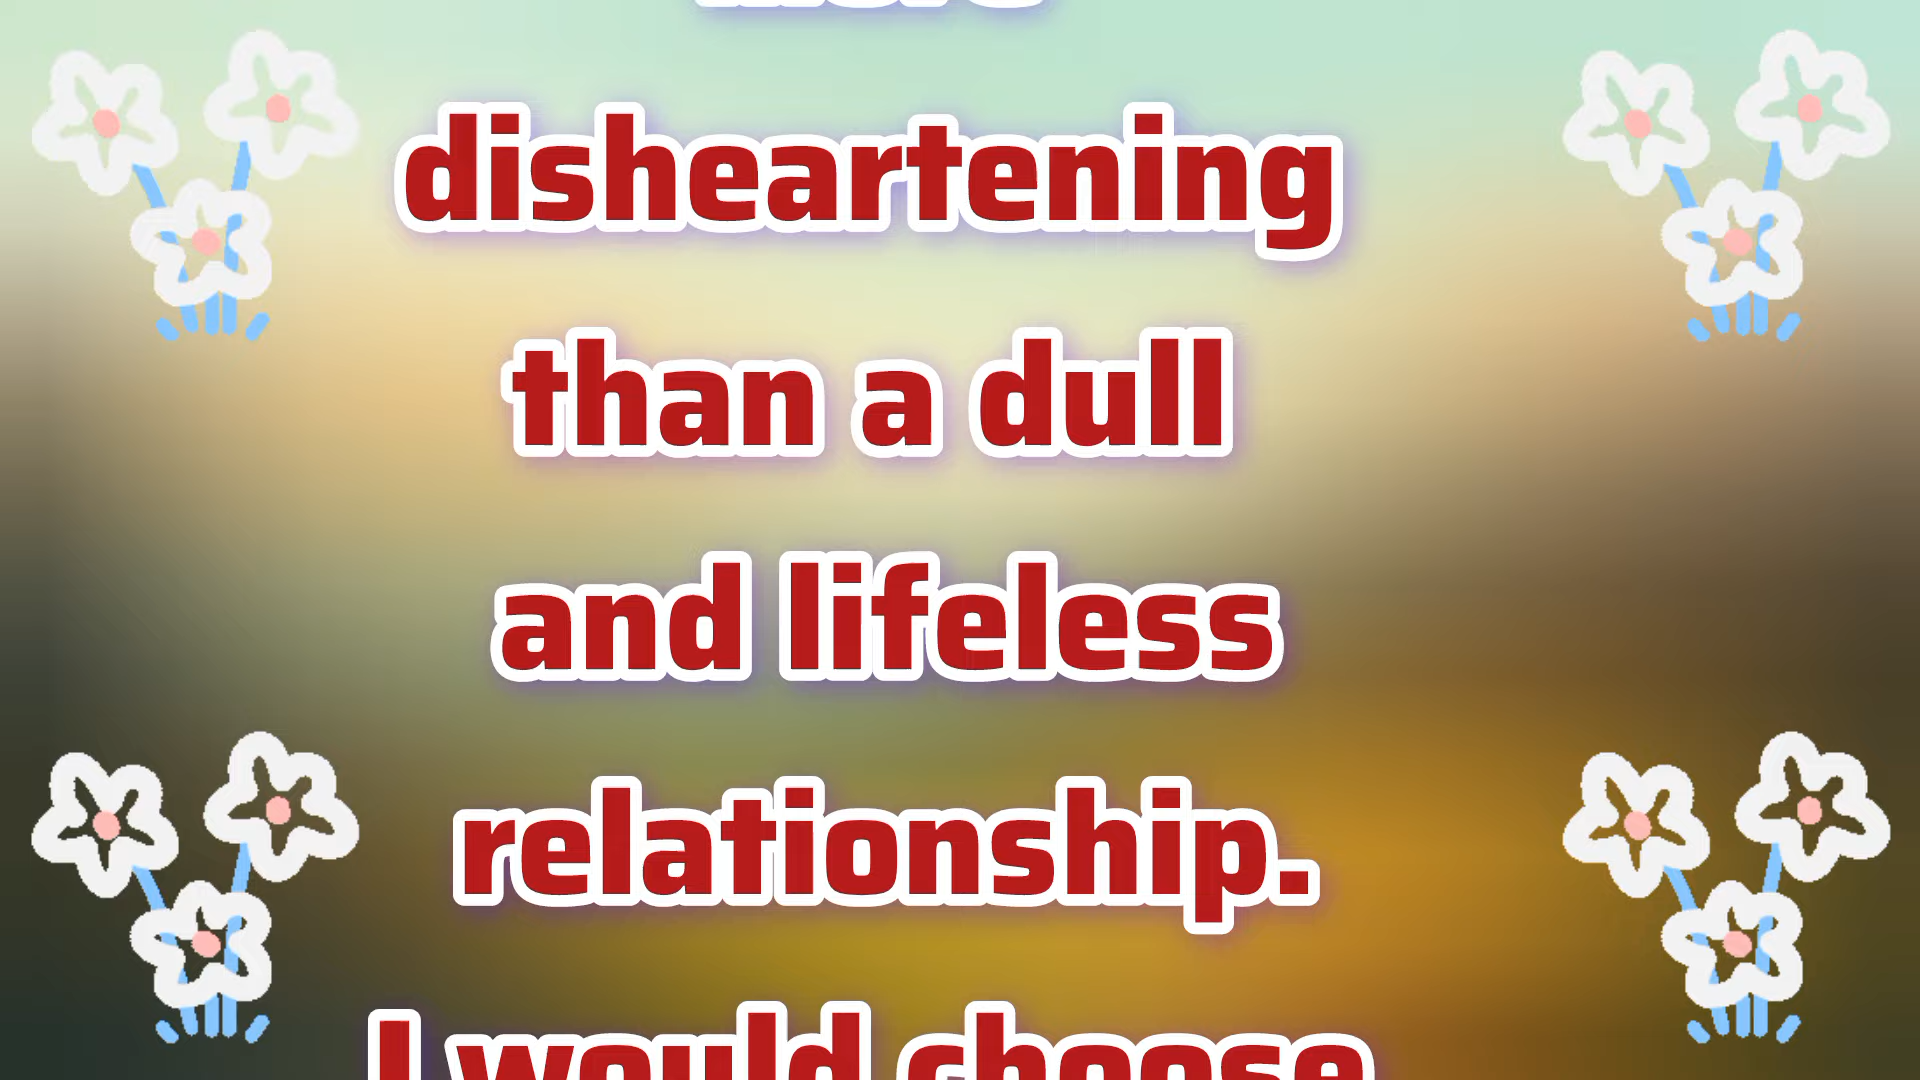 disheartening
than a dull
and lifeless
relationship.
I would choose